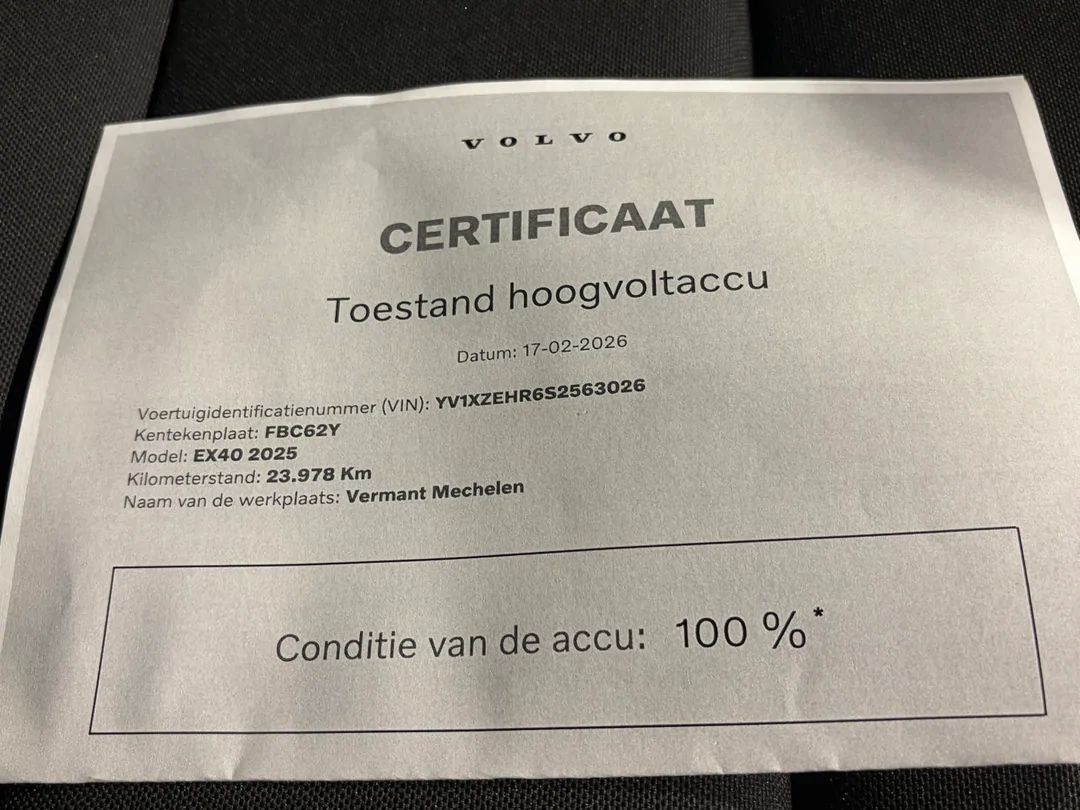 VOLVO
CERTIFICAAT
Toestand hoogvoltaccu
Datum: 17-02-2026
Voertuigidentificatienummer (VIN): YV1XZEHR6S2563026
Kentekenplaat: FBC62Y
Model: EX40 2025
Kilometerstand: 23.978 Km
Naam van de werkplaats: Vermant Mechelen
Conditie van de accu: 100 %*